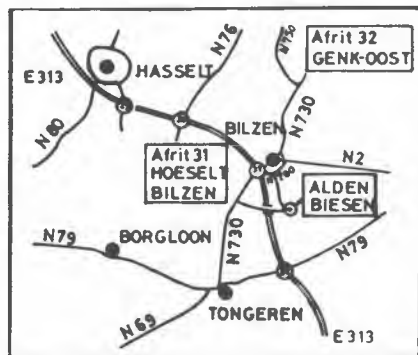 N730
Afrit 32
GENK-OOST
E313
HASSELT
N76
N80
BILZEN
N730
Afrit 31
HOESELT
BILZEN
N2
ALDEN
BIESEN
N79
BORGLOON
N730
N79
N69
TONGEREN
E313